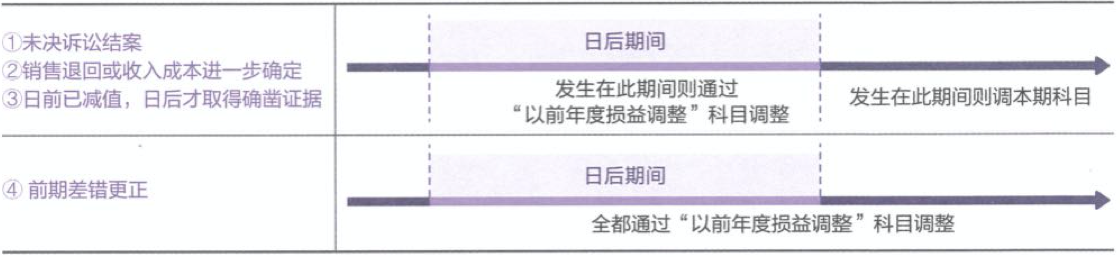 ①未决诉讼结案
②销售退回或收入成本进一步确定
③日前已减值，日后才取得确凿证据
日后期间
发生在此期间则通过
“以前年度损益调整”科目调整
发生在此期间则调本期科目
④ 前期差错更正
日后期间
全都通过“以前年度损益调整”科目调整